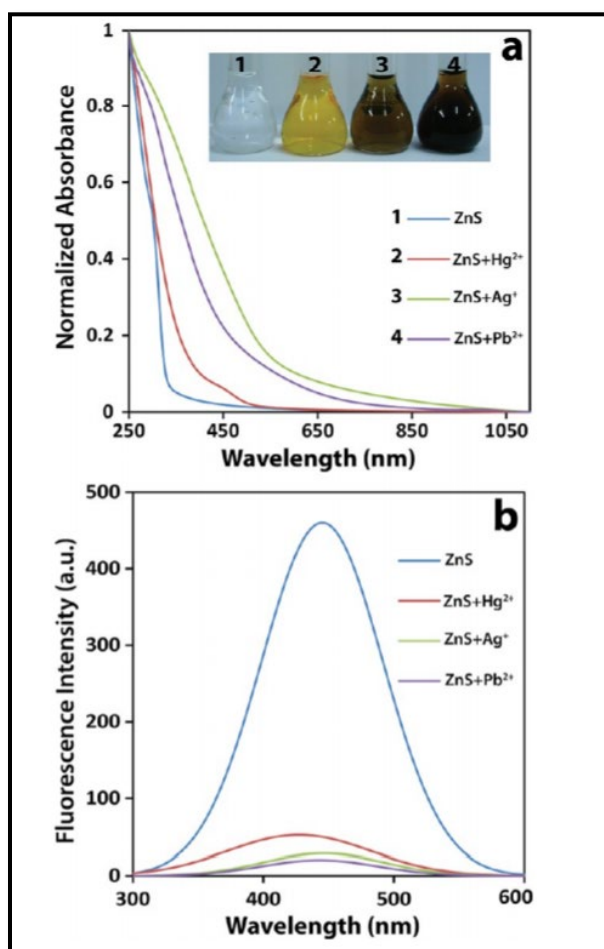 a
1 2 3 4
1
0.8
0.6
0.4
0.2
0
Normalized Absorbance
1 ZnS
2 ZnS+Hg²⁺
3 ZnS+Ag⁺
4 ZnS+Pb²⁺
250 450 650 850 1050
Wavelength (nm)
b
500
400
300
200
100
0
Fluorescence Intensity (a.u.)
ZnS
ZnS+Hg²⁺
ZnS+Ag⁺
ZnS+Pb²⁺
300 400 500 600
Wavelength (nm)